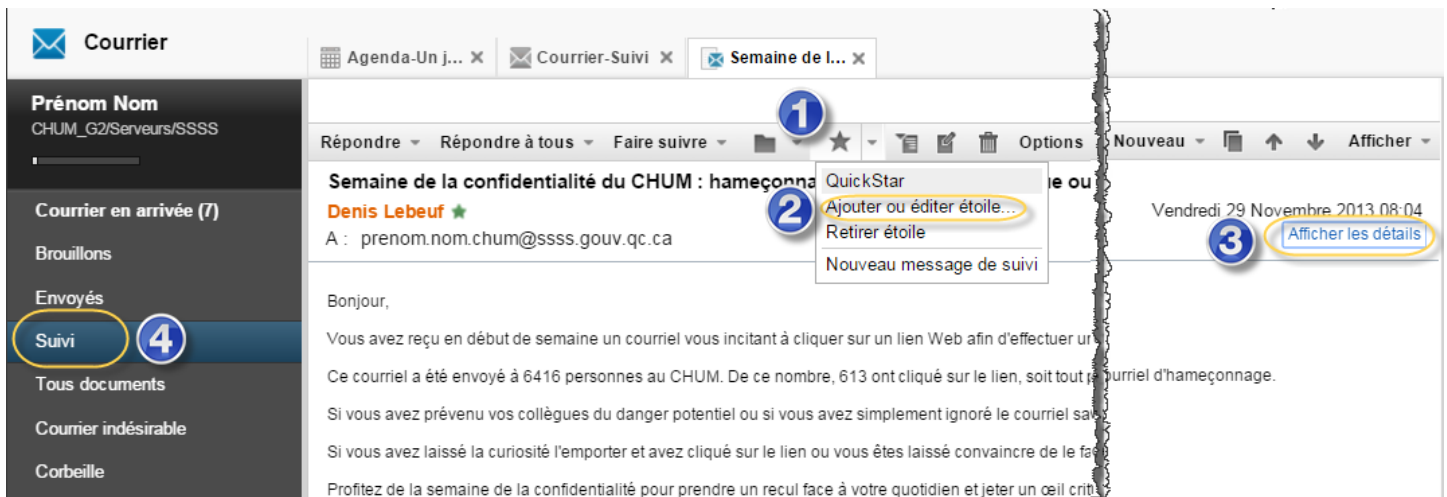 Courrier
Agenda-Un j... Courrier-Suivi Semaine de l...
Prénom Nom
CHUM_G2/Serveurs/SSSS
Courrier en arrivée (7)
Brouillons
Envoyés
Suivi 4
Tous documents
Courrier indésirable
Corbeille
1
Répondre Répondre à tous Faire suivre Options Nouveau Afficher
Semaine de la confidentialité du CHUM : hameçonna
Denis Lebeuf
A : prenom.nom.chum@ssss.gouv.qc.ca
QuickStar
2 Ajouter ou éditer étoile...
Retirer étoile
Nouveau message de suivi
ue ou
Vendredi 29 Novembre 2013 08:04
3 Afficher les détails
Bonjour,
Vous avez reçu en début de semaine un courriel vous incitant à cliquer sur un lien Web afin d'effectuer un
Ce courriel a été envoyé à 6416 personnes au CHUM. De ce nombre, 613 ont cliqué sur le lien, soit tout p ourriel d'hameçonnage.
Si vous avez prévenu vos collègues du danger potentiel ou si vous avez simplement ignoré le courriel sa
Si vous avez laissé la curiosité l'emporter et avez cliqué sur le lien ou vous êtes laissé convaincre de le fa
Profitez de la semaine de la confidentialité pour prendre un recul face à votre quotidien et jeter un œil criti